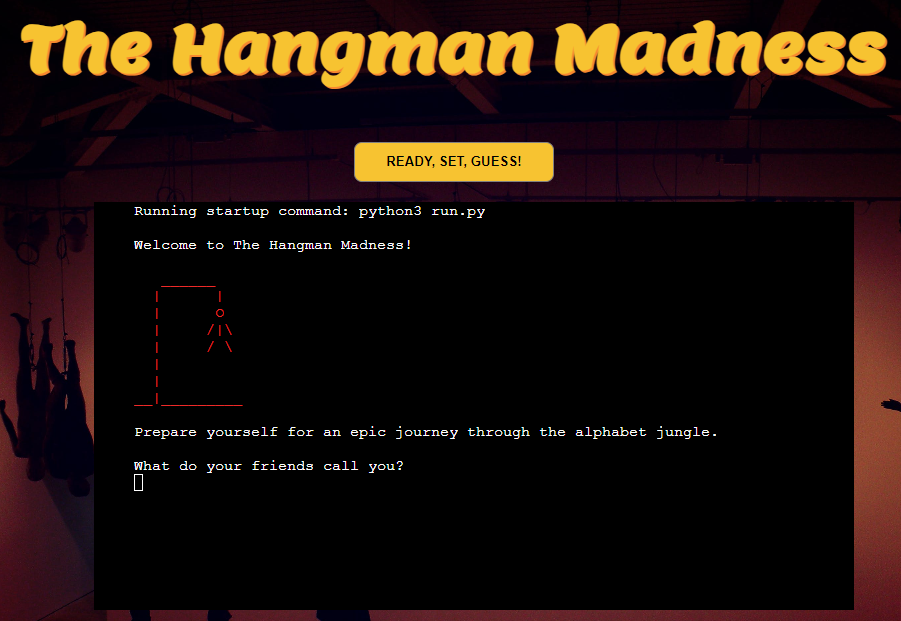 The Hangman Madness
READY, SET, GUESS!
Running startup command: python3 run.py
Welcome to The Hangman Madness!
Prepare yourself for an epic journey through the alphabet jungle.
What do your friends call you?